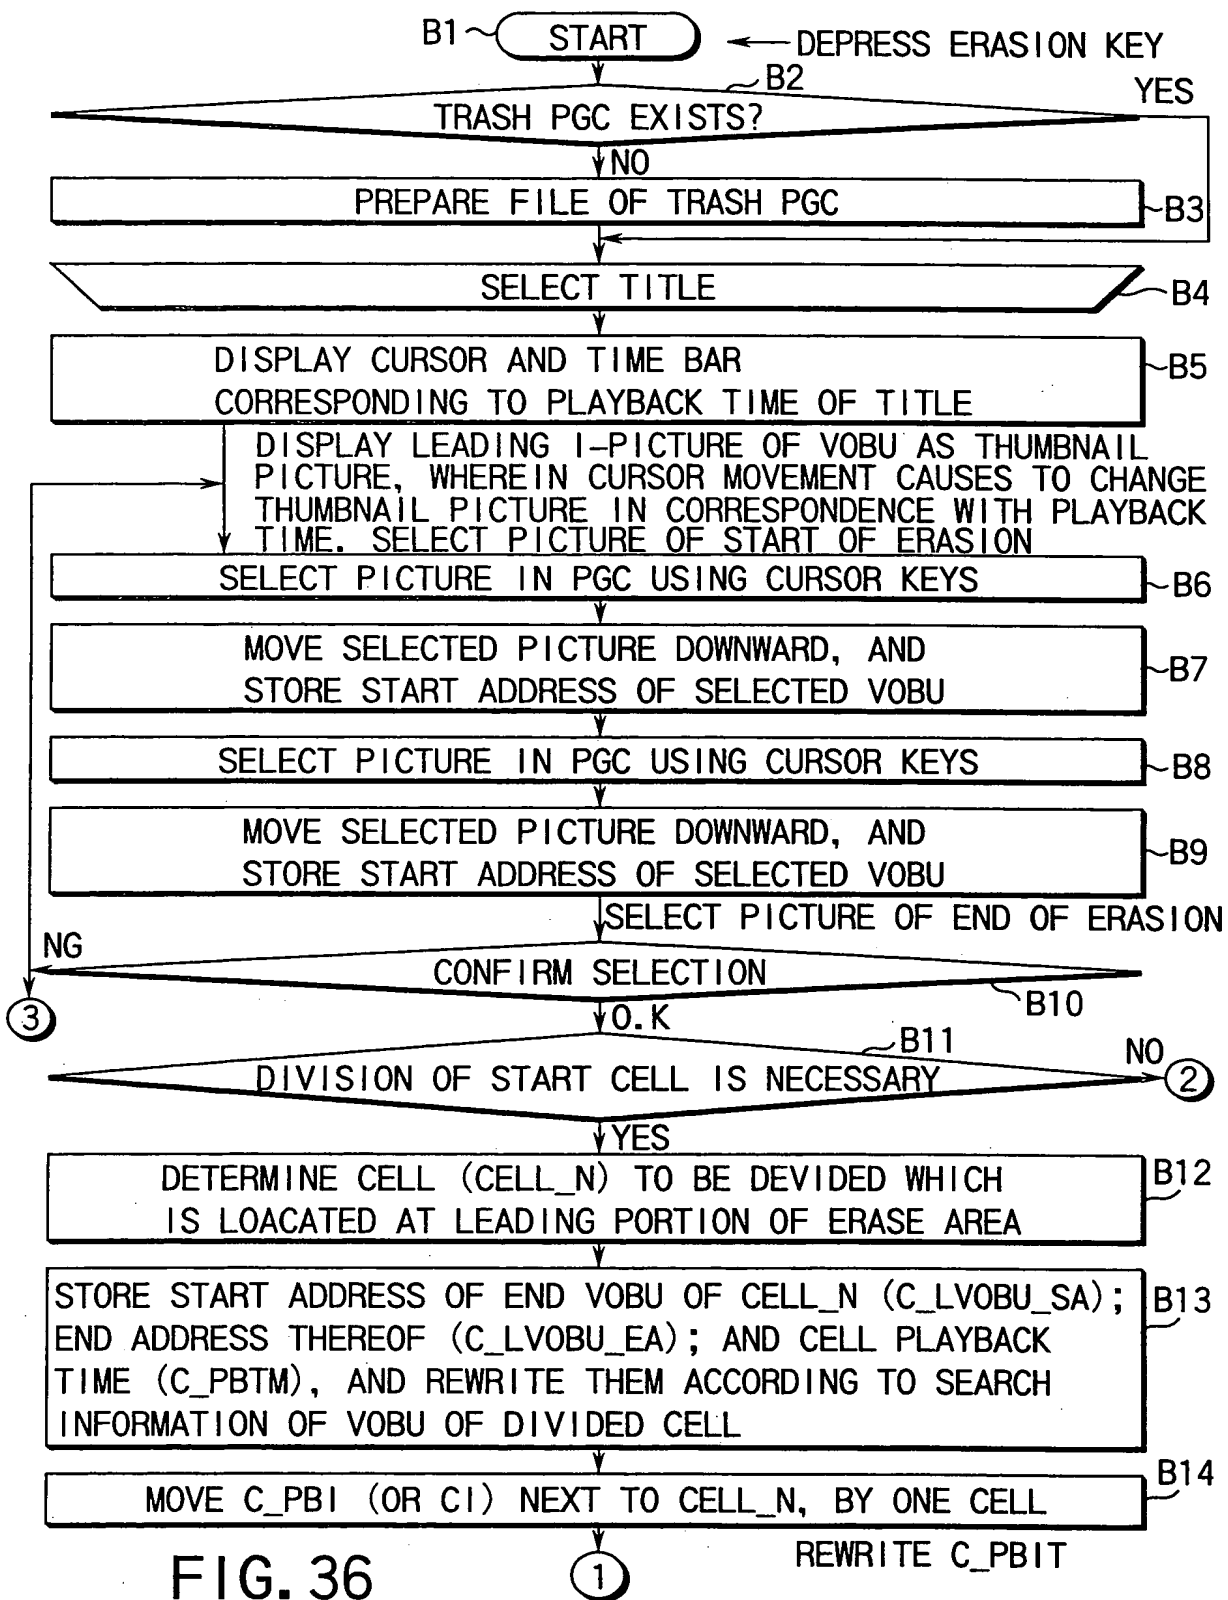 B1
START
DEPRESS ERASION KEY
B2
YES
TRASH PGC EXISTS?
NO
PREPARE FILE OF TRASH PGC
B3
SELECT TITLE
B4
DISPLAY CURSOR AND TIME BAR
CORRESPONDING TO PLAYBACK TIME OF TITLE
B5
DISPLAY LEADING I-PICTURE OF VOBU AS THUMBNAIL
PICTURE, WHEREIN CURSOR MOVEMENT CAUSES TO CHANGE
THUMBNAIL PICTURE IN CORRESPONDENCE WITH PLAYBACK
TIME. SELECT PICTURE OF START OF ERASION
SELECT PICTURE IN PGC USING CURSOR KEYS
B6
MOVE SELECTED PICTURE DOWNWARD, AND
STORE START ADDRESS OF SELECTED VOBU
B7
SELECT PICTURE IN PGC USING CURSOR KEYS
B8
MOVE SELECTED PICTURE DOWNWARD, AND
STORE START ADDRESS OF SELECTED VOBU
B9
SELECT PICTURE OF END OF ERASION
NG
CONFIRM SELECTION
B10
3
O.K
B11
NO
DIVISION OF START CELL IS NECESSARY
2
YES
DETERMINE CELL (CELL_N) TO BE DEVIDED WHICH
IS LOACATED AT LEADING PORTION OF ERASE AREA
B12
STORE START ADDRESS OF END VOBU OF CELL_N (C_LVOBU_SA);
END ADDRESS THEREOF (C_LVOBU_EA); AND CELL PLAYBACK
TIME (C_PBTM), AND REWRITE THEM ACCORDING TO SEARCH
INFORMATION OF VOBU OF DIVIDED CELL
B13
MOVE C_PBI (OR CI) NEXT TO CELL_N, BY ONE CELL
B14
REWRITE C_PBIT
1
FIG. 36